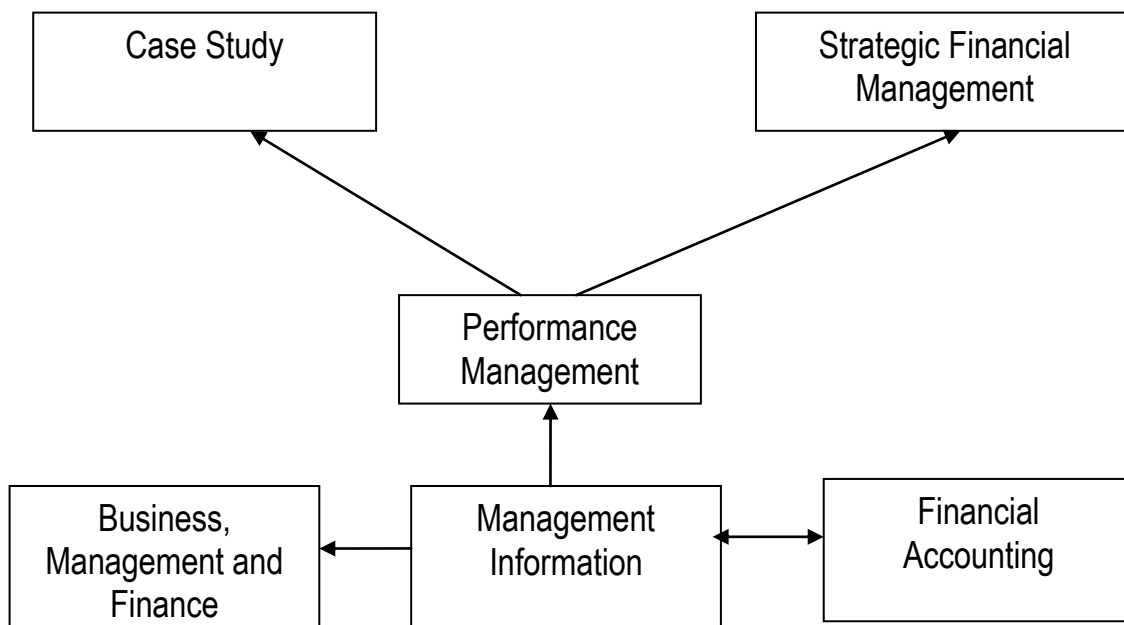 Case Study
Strategic Financial
Management
Performance
Management
Business,
Management and
Finance
Management
Information
Financial
Accounting